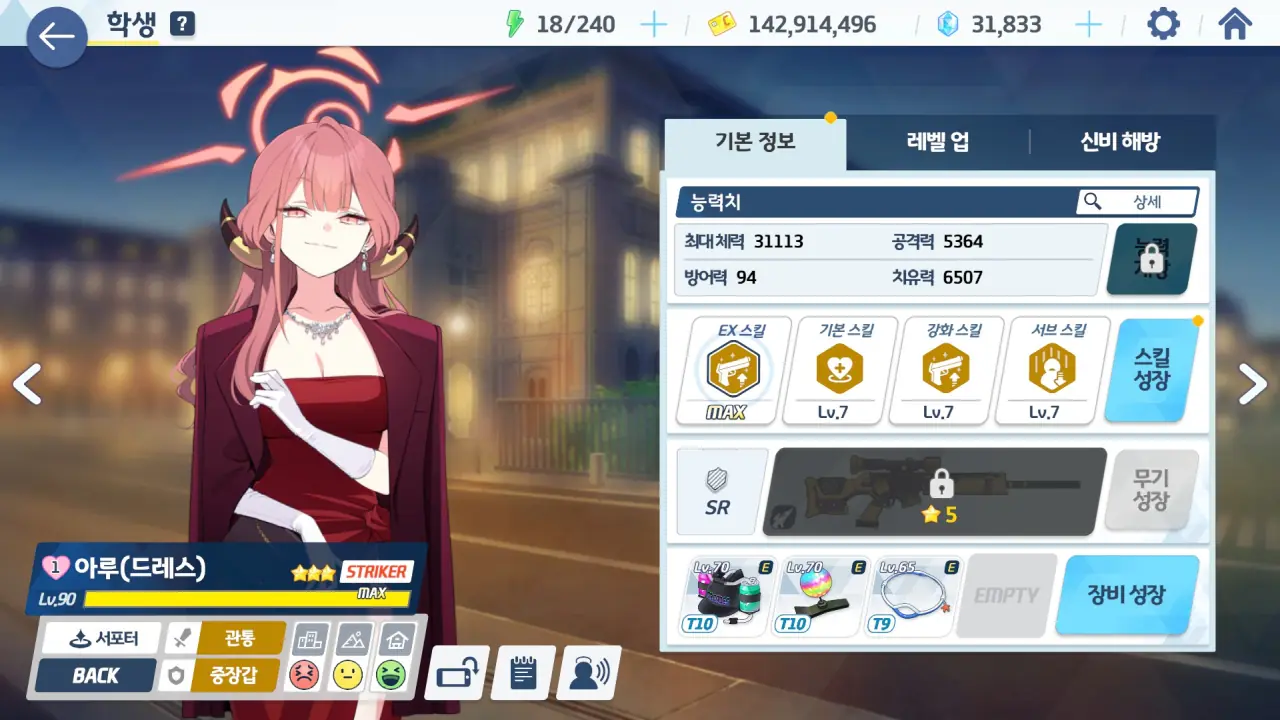 학생 ?
18/240
142,914,496
31,833
기본 정보
레벨 업
신비 해방
능력치
상세
최대 체력 31113
공격력 5364
방어력 94
치유력 6507
EX 스킬
기본 스킬
강화 스킬
서브 스킬
MAX
Lv.7
Lv.7
Lv.7
스킬
성장
SR
5
무기
성장
Lv.70 E
Lv.70 E
Lv.65 E
T10
T10
T9
EMPTY
장비 성장
1 아루(드레스)
STRIKER
Lv.90
MAX
서포터
관통
BACK
중장갑